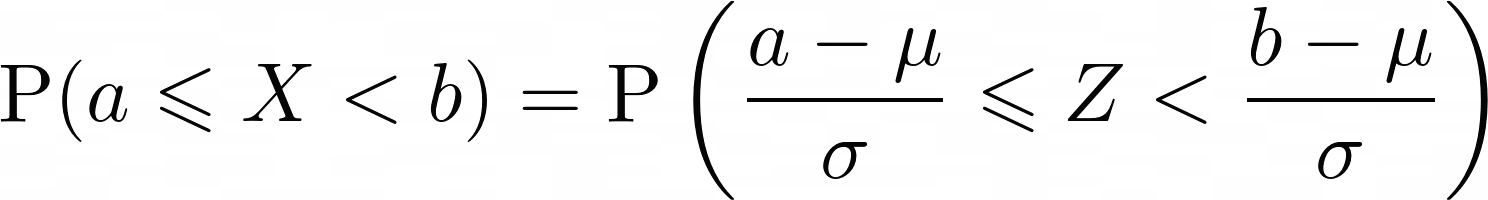 P(a ⩽ X < b) = P((a − μ)/σ ⩽ Z < (b − μ)/σ)